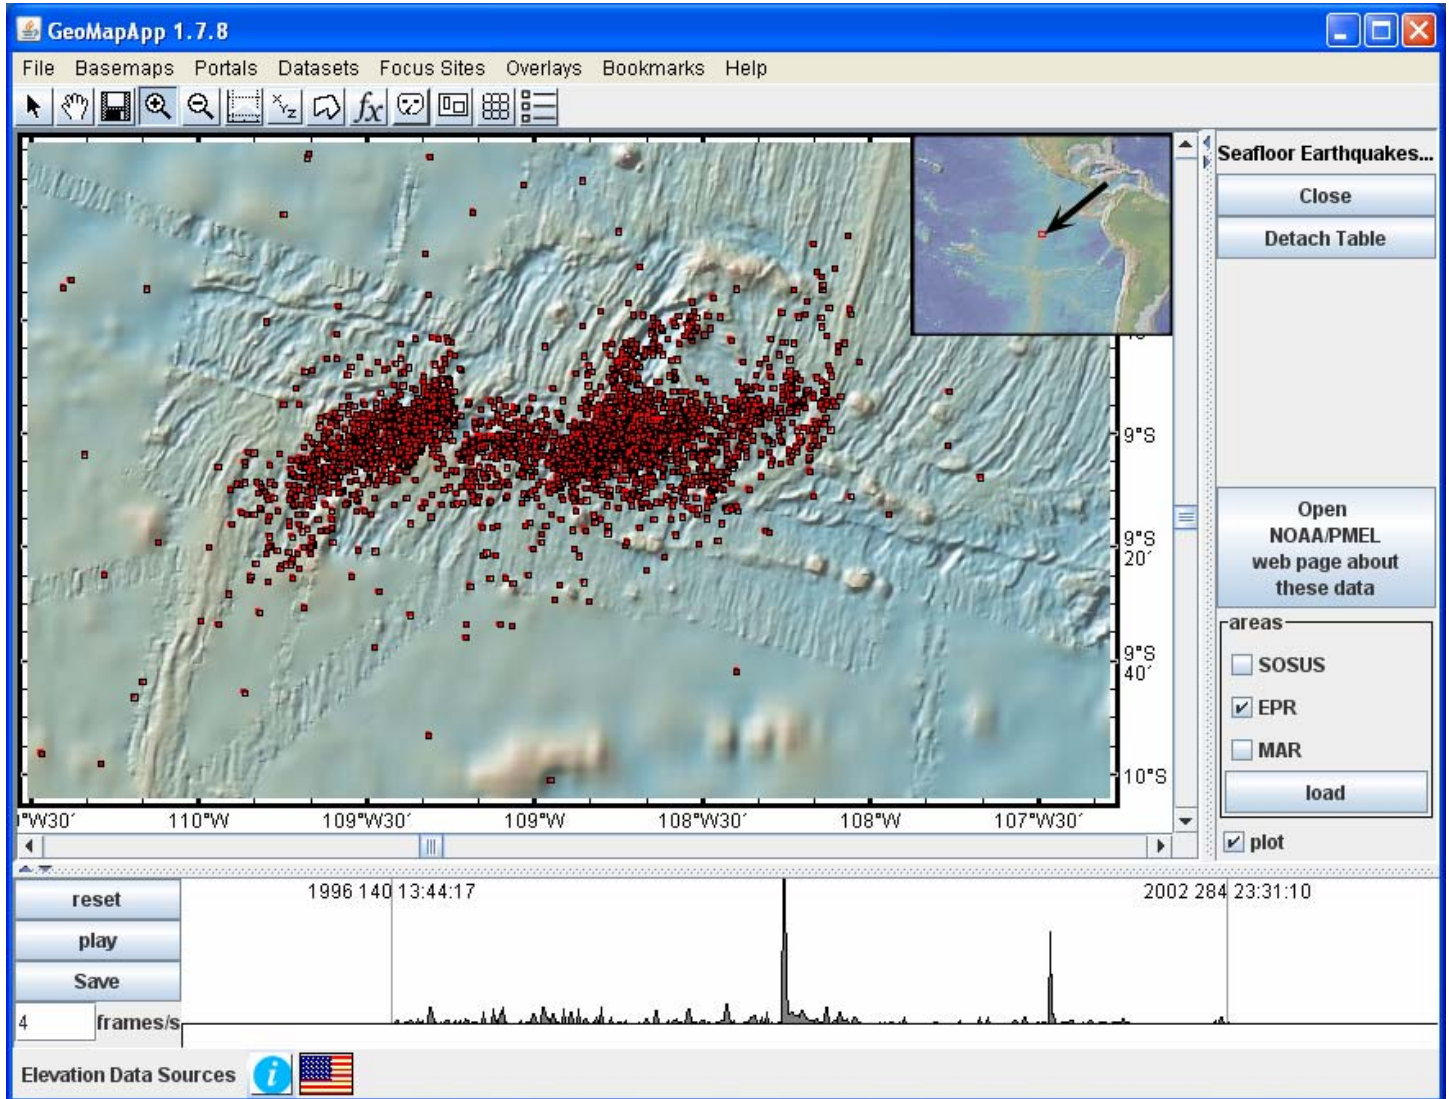 GeoMapApp 1.7.8
File Basemaps Portals Datasets Focus Sites Overlays Bookmarks Help
XYZ fx
Seafloor Earthquakes...
Close
Detach Table
9°S
9°S
20´
9°S
40´
10°S
Open
NOAA/PMEL
web page about
these data
areas
SOSUS
EPR
MAR
load
plot
°W30´ 110°W 109°W30´ 109°W 108°W30´ 108°W 107°W30´
reset
play
Save
4 frames/s
1996 140 13:44:17 2002 284 23:31:10
Elevation Data Sources i